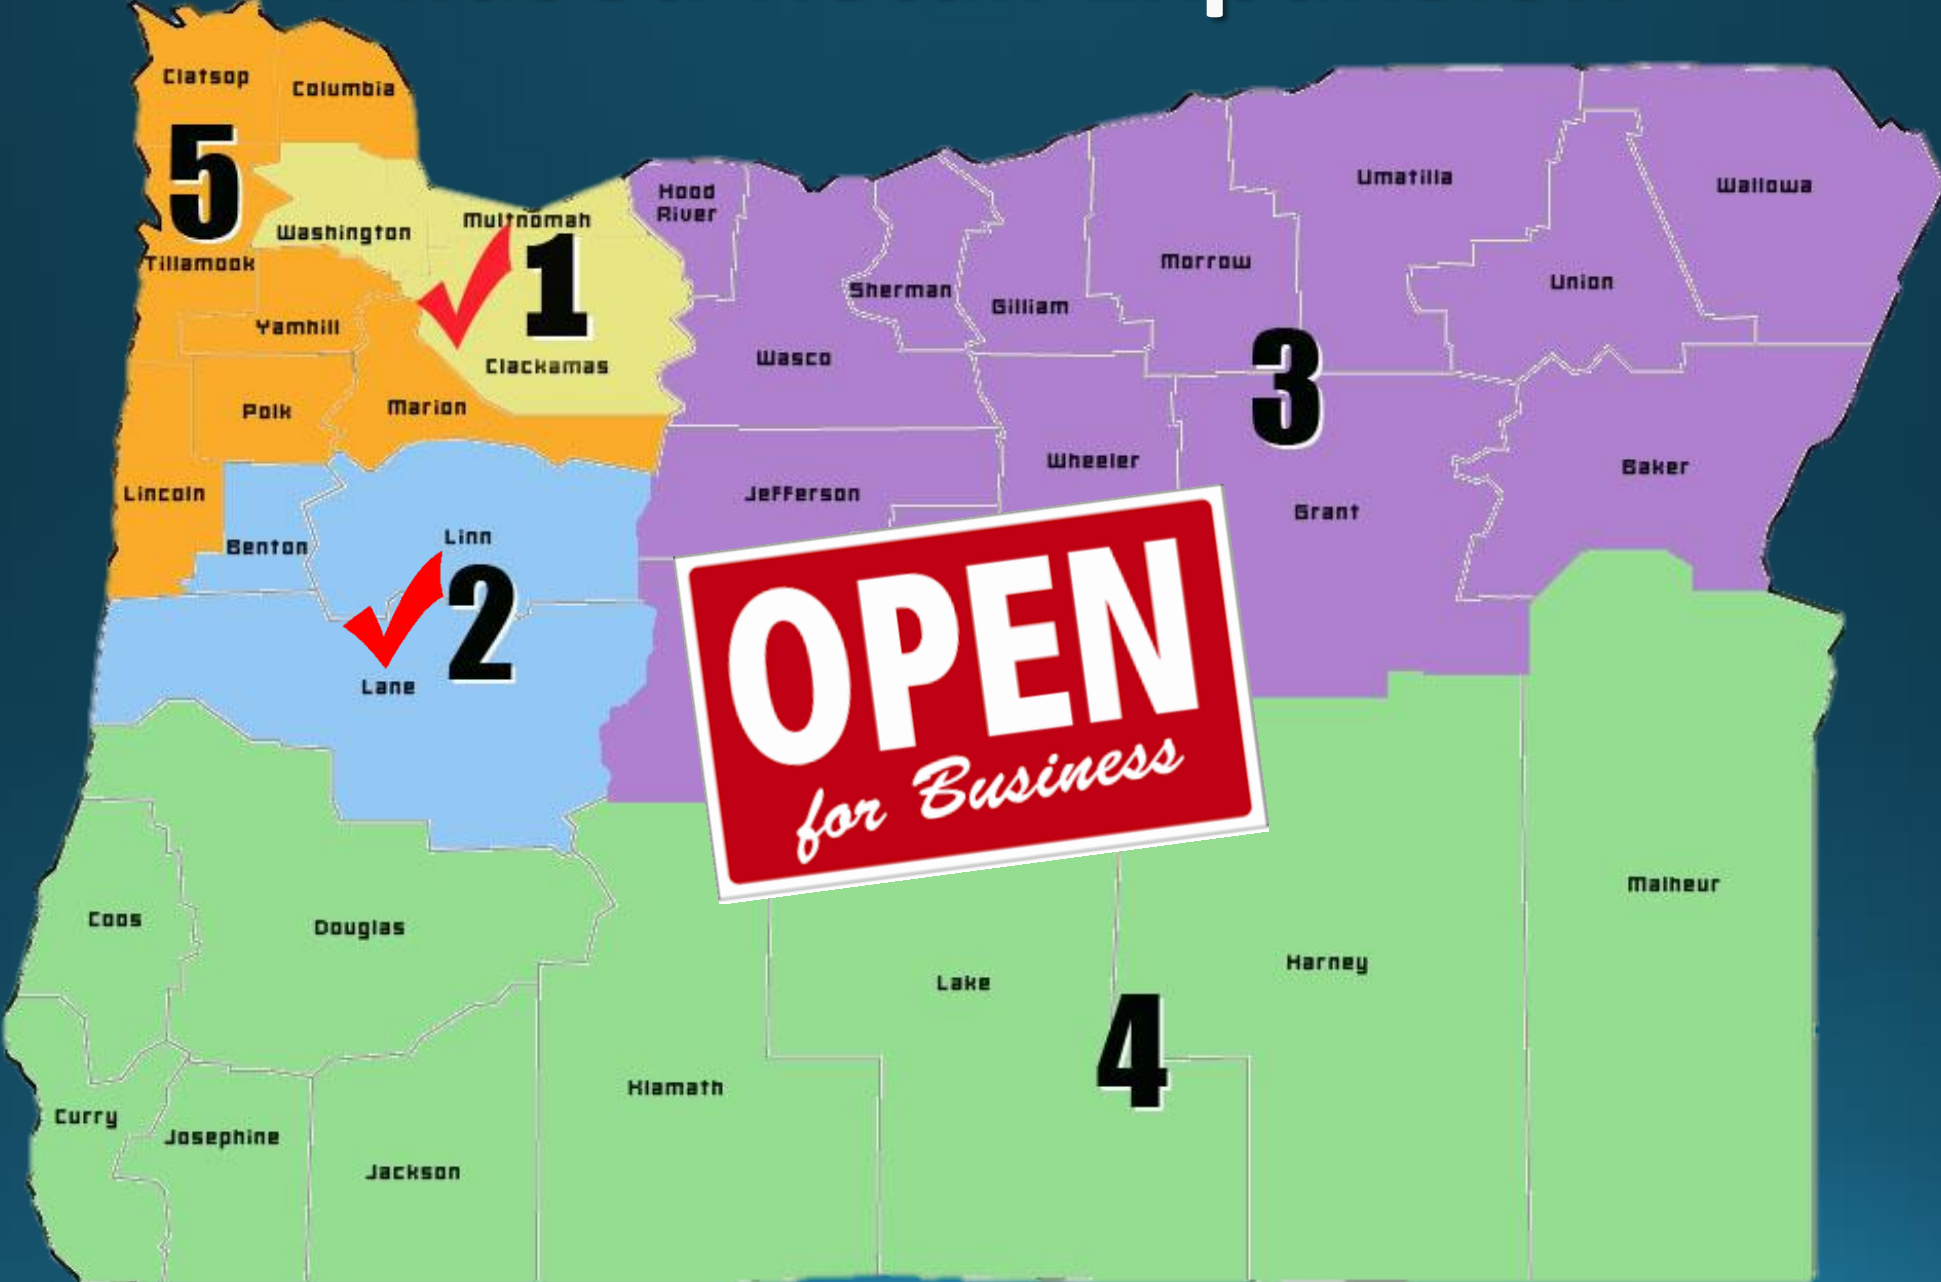 Clatsop
Columbia
5
Hood
River
Umatilla
Wallowa
Multnomah
Washington
1
Tillamook
Morrow
Union
Sherman
Gilliam
Yamhill
Wasco
Clackamas
3
Polk
Marion
Wheeler
Baker
Lincoln
Jefferson
Grant
Linn
Benton
2
Lane
OPEN
for Business
Malheur
Coos
Douglas
Harney
Lake
4
Klamath
Curry
Josephine
Jackson